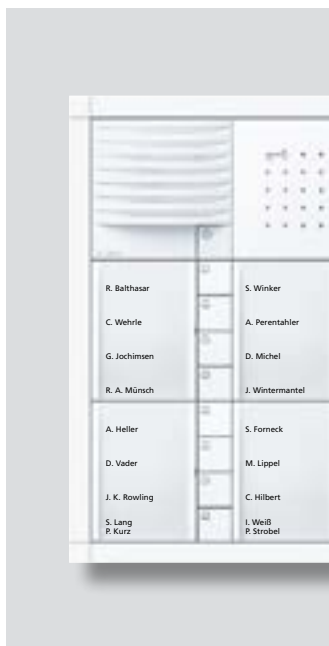 R. Balthasar
C. Wehrle
G. Jochimsen
R. A. Münsch
A. Heller
D. Vader
J. K. Rowling
S. Lang
P. Kurz
S. Winker
A. Perentahler
D. Michel
J. Wintermantel
S. Forneck
M. Lippel
C. Hilbert
I. Weiß
P. Strobel